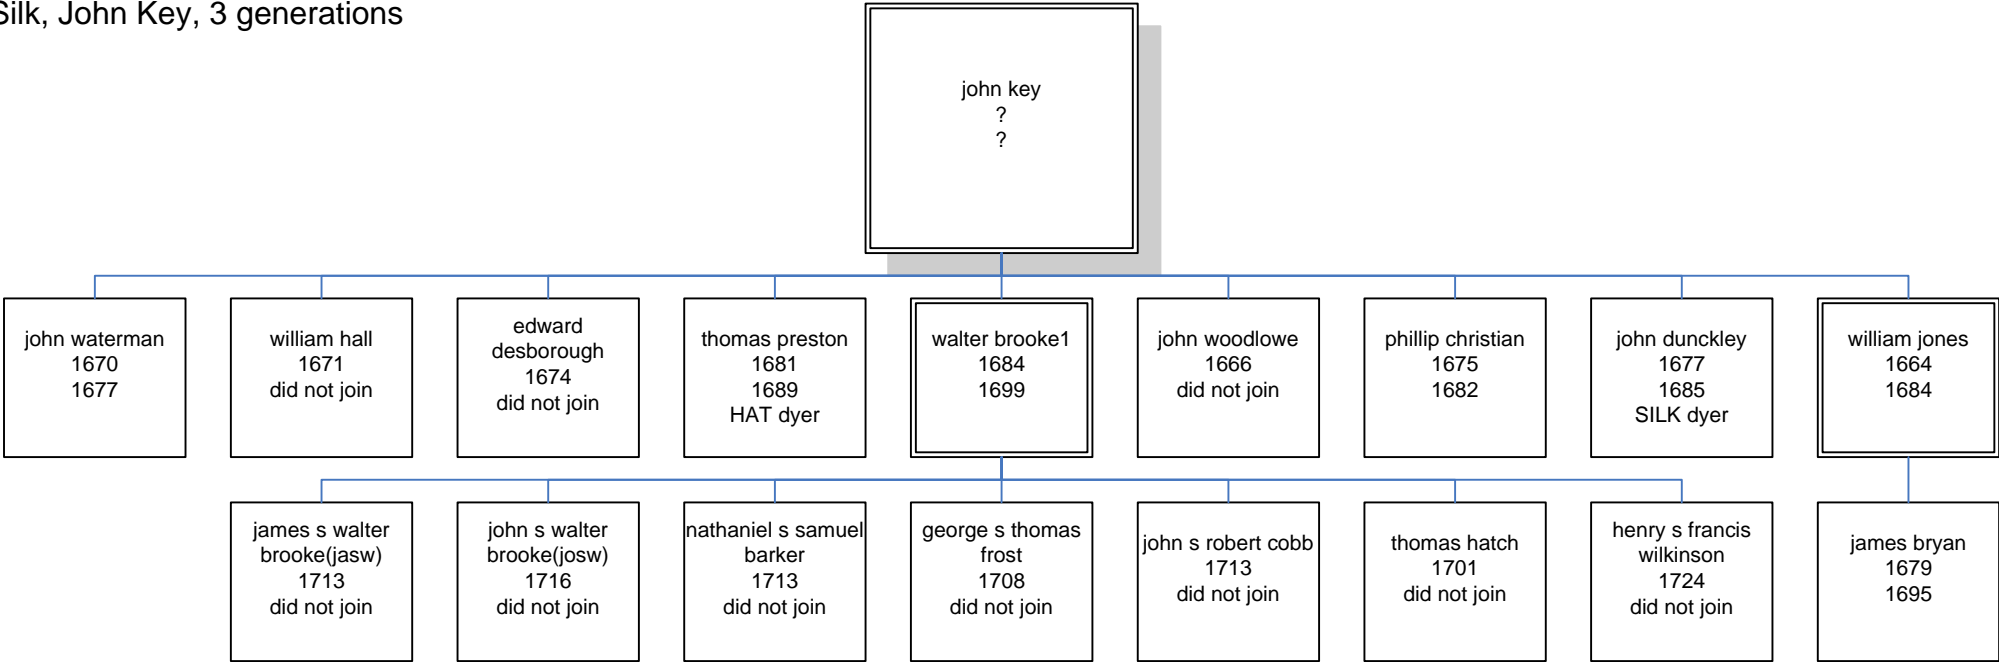 Silk, John Key, 3 generations
john key
?
?
john waterman
1670
1677
william hall
1671
did not join
edward
desborough
1674
did not join
thomas preston
1681
1689
HAT dyer
walter brooke1
1684
1699
john woodlowe
1666
did not join
phillip christian
1675
1682
john dunckley
1677
1685
SILK dyer
william jones
1664
1684
james s walter
brooke(jasw)
1713
did not join
john s walter
brooke(josw)
1716
did not join
nathaniel s samuel
barker
1713
did not join
george s thomas
frost
1708
did not join
john s robert cobb
1713
did not join
thomas hatch
1701
did not join
henry s francis
wilkinson
1724
did not join
james bryan
1679
1695